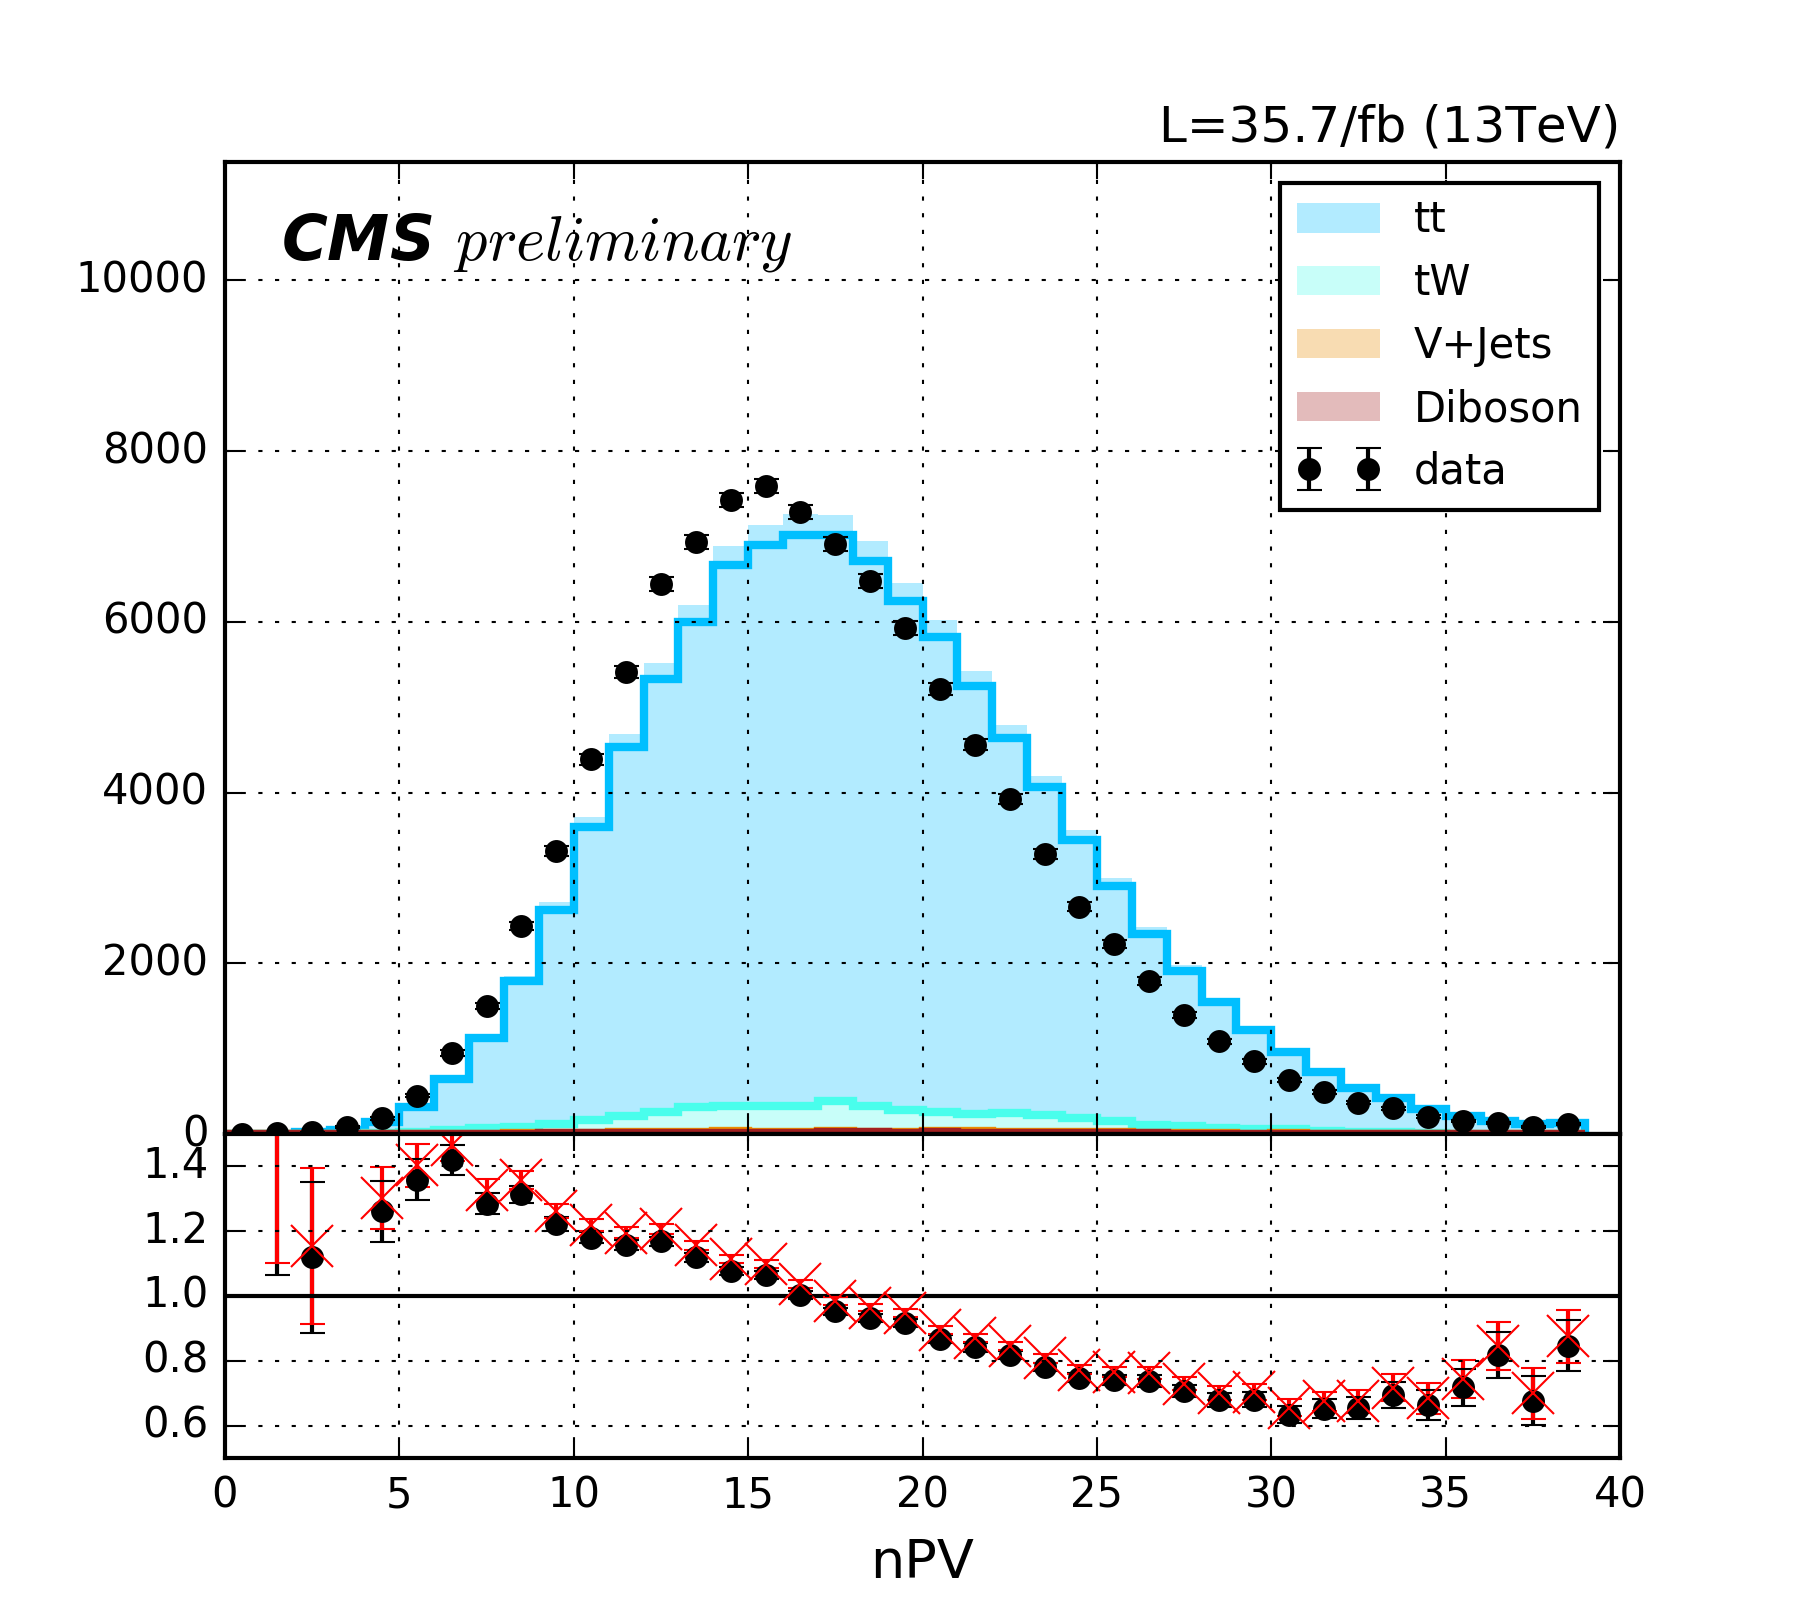 L=35.7/fb (13TeV)
CMS preliminary
tt
tW
V+Jets
Diboson
data
10000
8000
6000
4000
2000
0
1.4
1.2
1.0
0.8
0.6
0 5 10 15 20 25 30 35 40
nPV